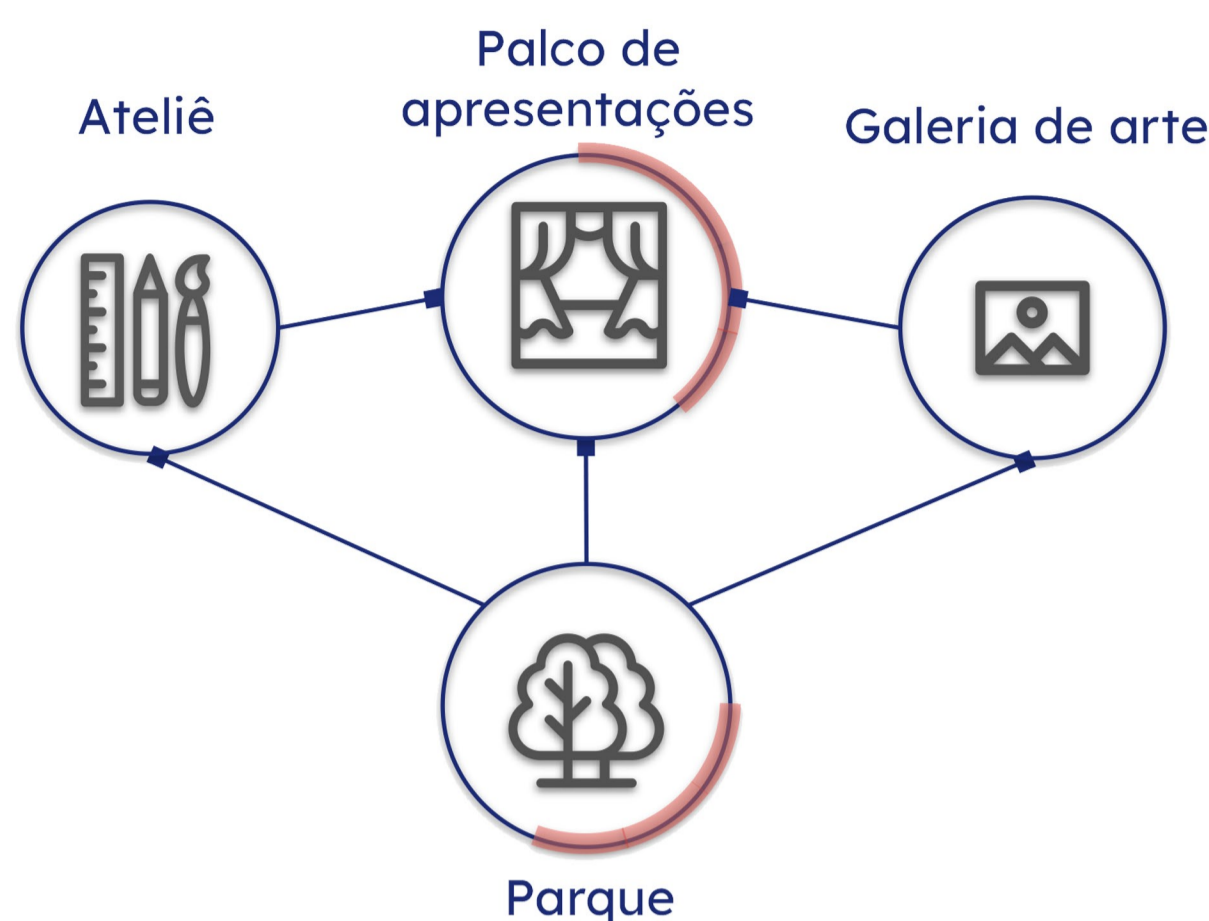 Ateliê
Palco de
apresentações
Galeria de arte
Parque